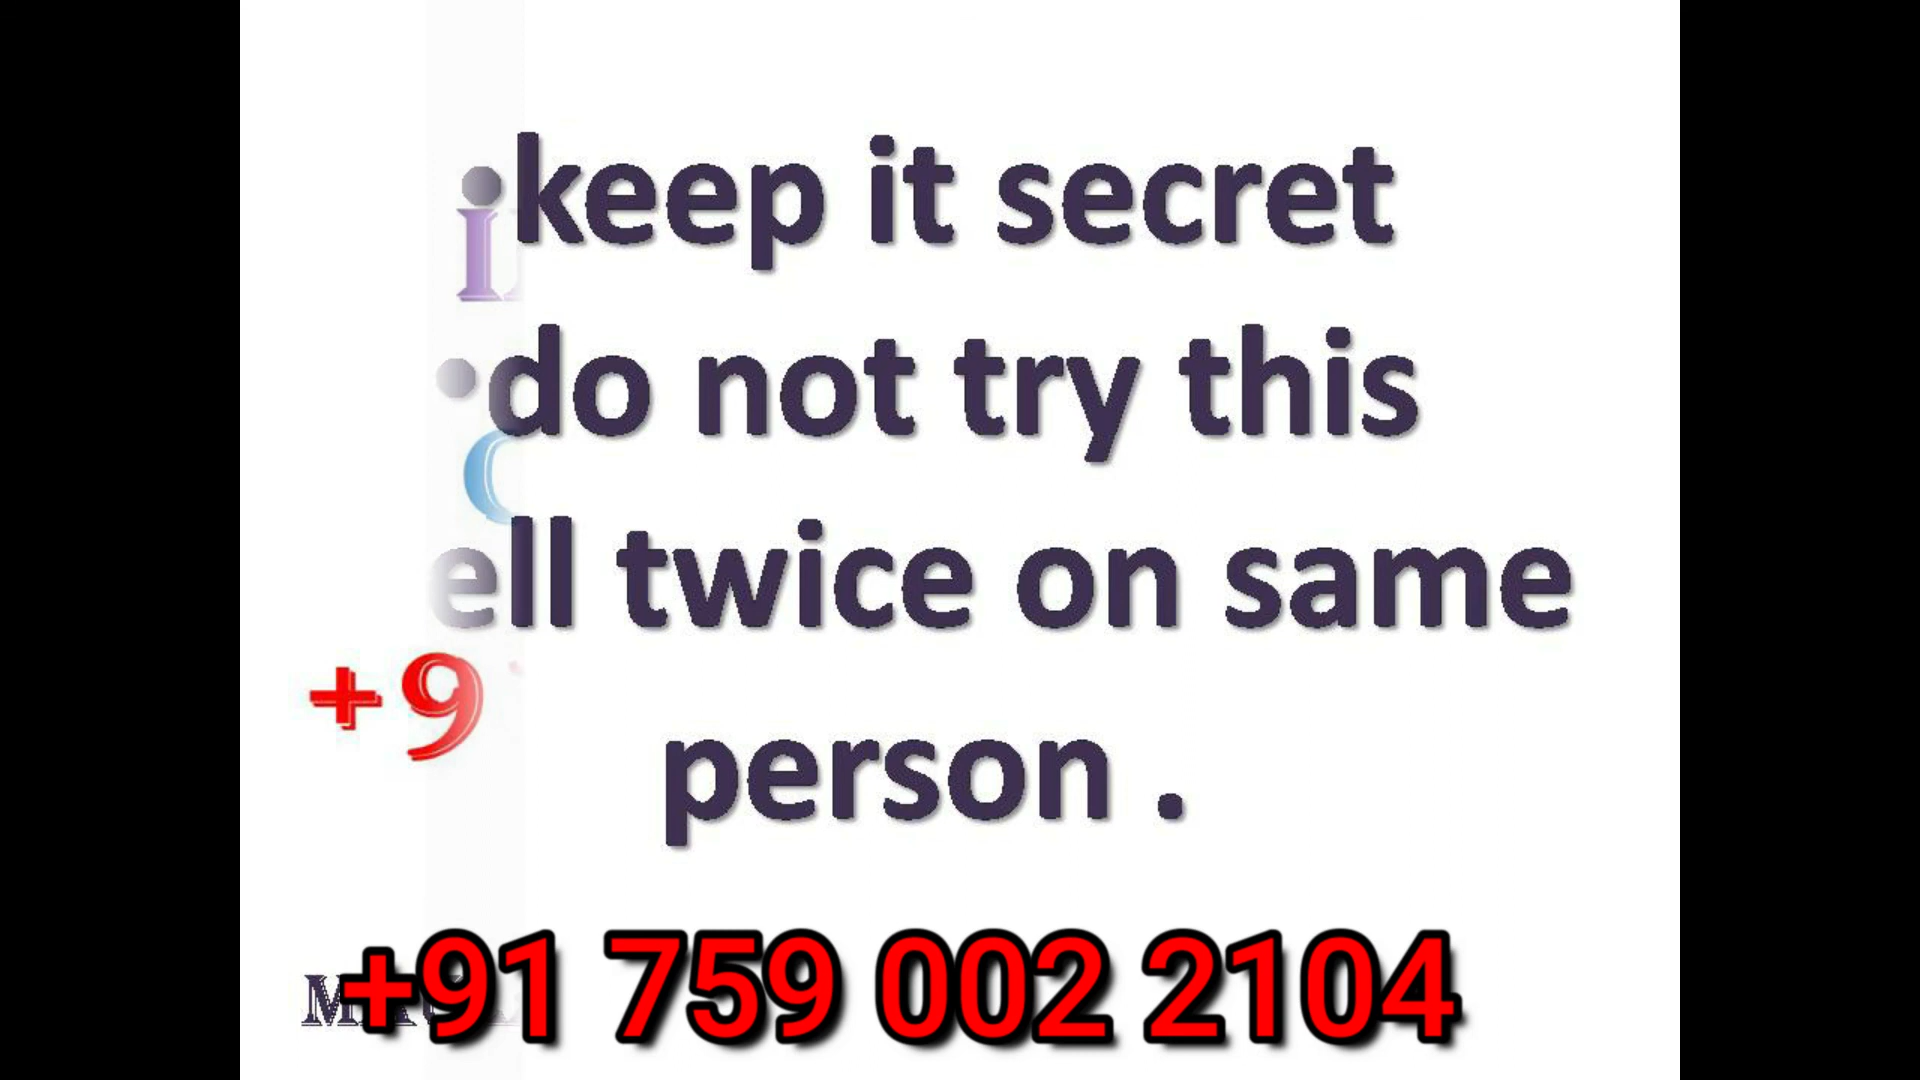 •keep it secret
•do not try this
ell twice on same
person .
+9
+91 759 002 2104